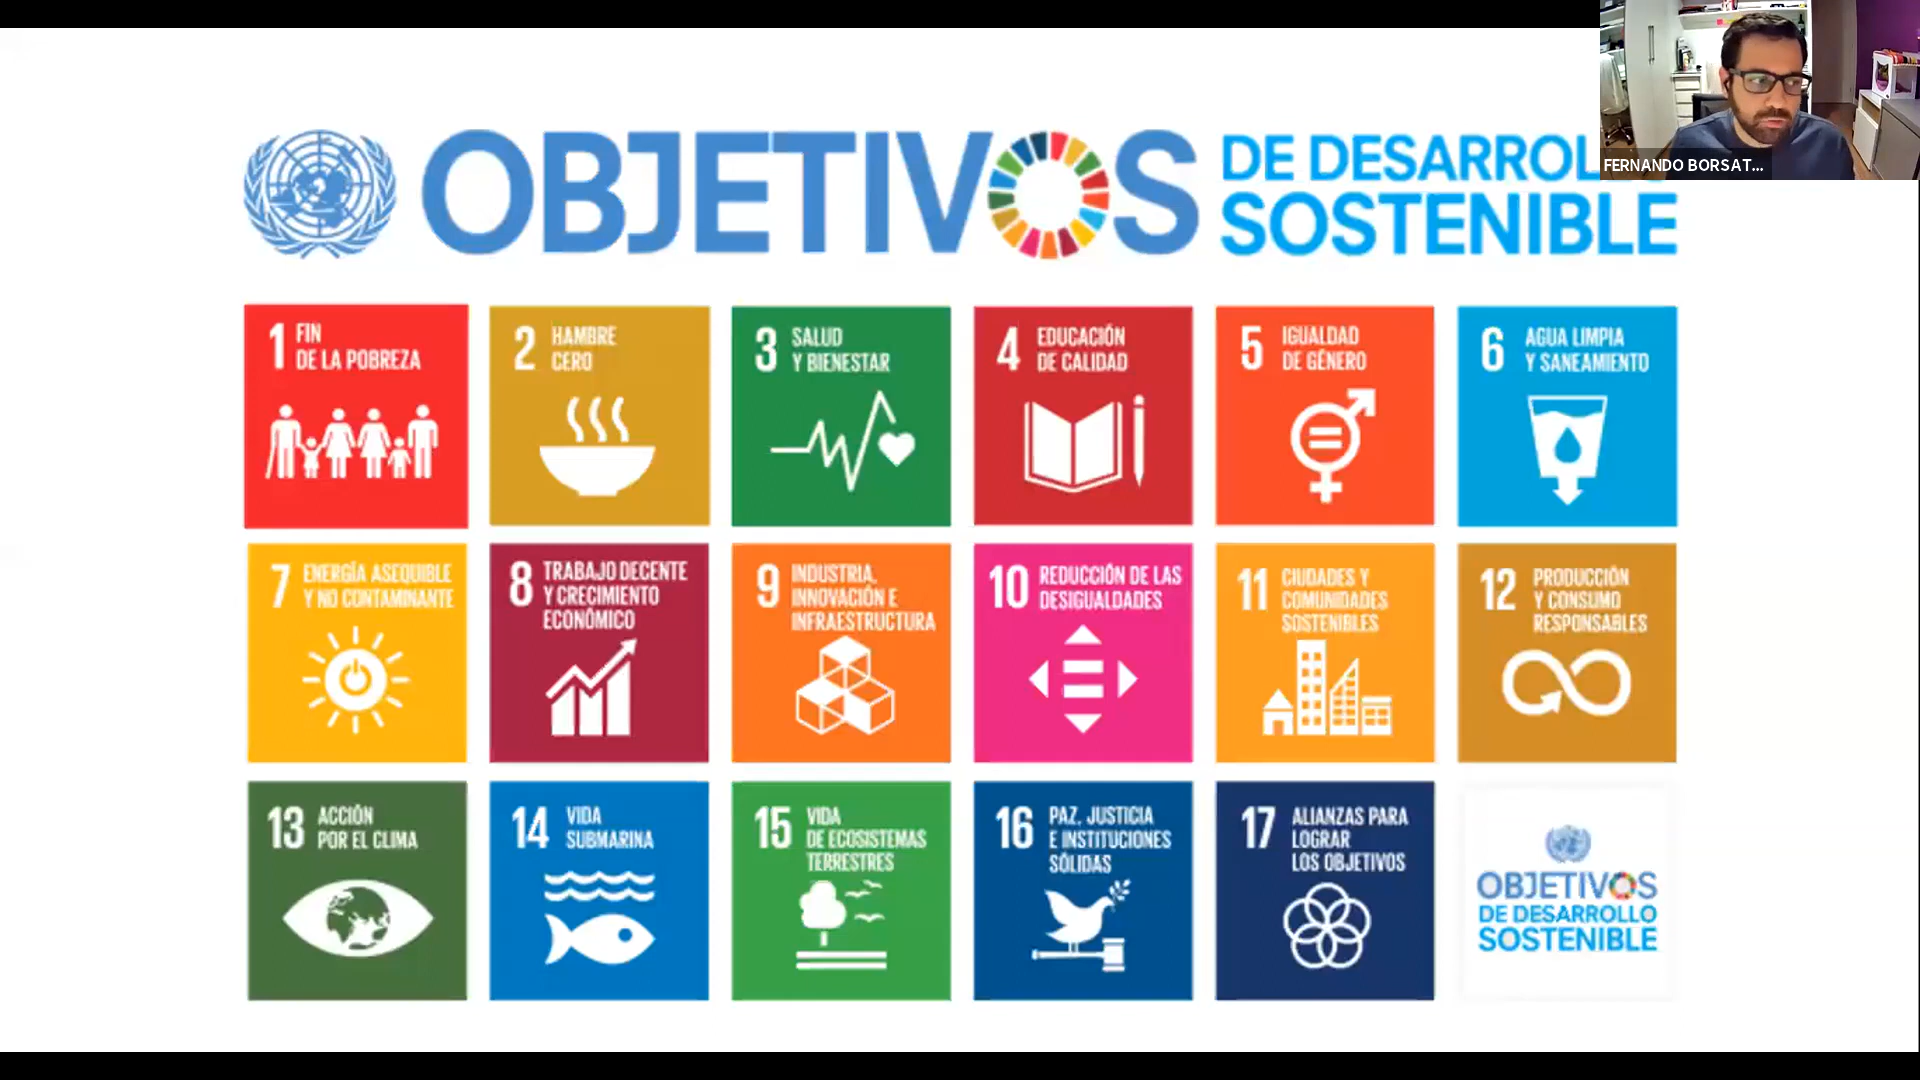 OBJETIVOS
DE DESARROLLO
SOSTENIBLE
FERNANDO BORSAT...
1 FIN
DE LA POBREZA
2 HAMBRE
CERO
3 SALUD
Y BIENESTAR
4 EDUCACIÓN
DE CALIDAD
5 IGUALDAD
DE GÉNERO
6 AGUA LIMPIA
Y SANEAMIENTO
7 ENERGÍA ASEQUIBLE
Y NO CONTAMINANTE
8 TRABAJO DECENTE
Y CRECIMIENTO
ECONÓMICO
9 INDUSTRIA,
INNOVACIÓN E
INFRAESTRUCTURA
10 REDUCCIÓN DE LAS
DESIGUALDADES
11 CIUDADES Y
COMUNIDADES
SOSTENIBLES
12 PRODUCCIÓN
Y CONSUMO
RESPONSABLES
13 ACCIÓN
POR EL CLIMA
14 VIDA
SUBMARINA
15 VIDA
DE ECOSISTEMAS
TERRESTRES
16 PAZ, JUSTICIA
E INSTITUCIONES
SÓLIDAS
17 ALIANZAS PARA
LOGRAR
LOS OBJETIVOS
OBJETIVOS
DE DESARROLLO
SOSTENIBLE